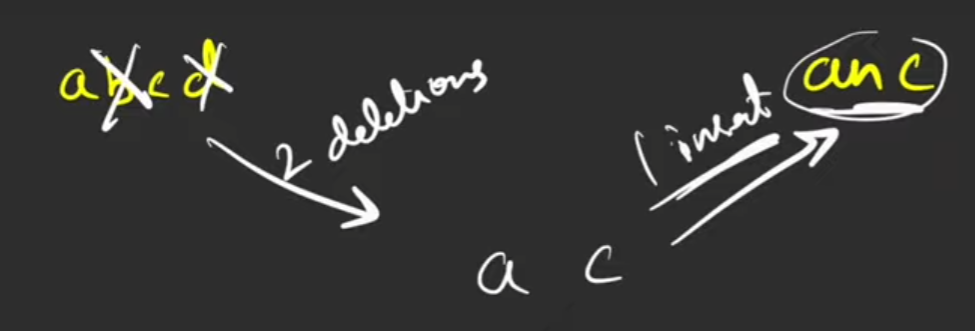 abcd
2 deletions
1 insert
anc
a c